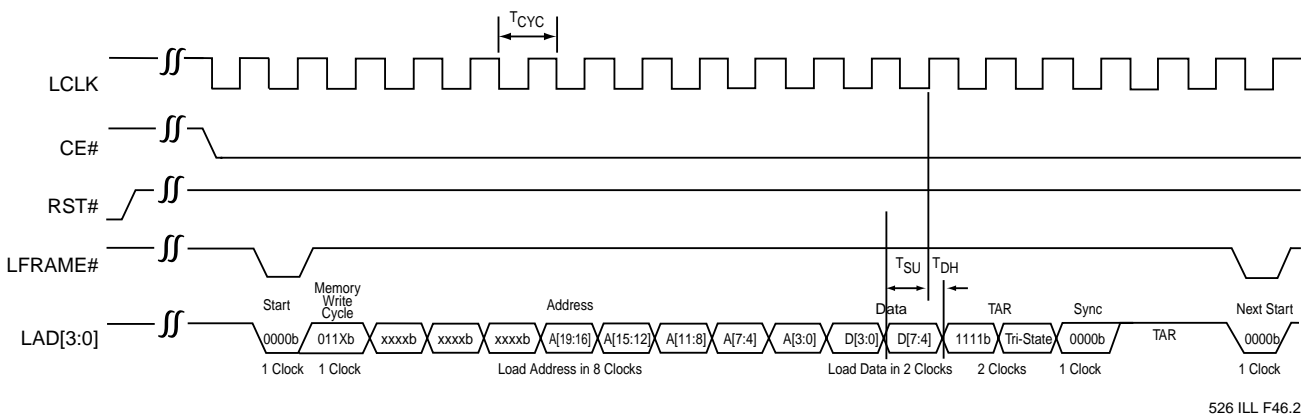 TCYC
LCLK
CE#
RST#
LFRAME#
TSU TDH
Start Memory Write Cycle Address Data TAR Sync Next Start
LAD[3:0] 0000b 011Xb xxxxb xxxxb xxxxb A[19:16] A[15:12] A[11:8] A[7:4] A[3:0] D[3:0] D[7:4] 1111b Tri-State 0000b TAR 0000b
1 Clock 1 Clock Load Address in 8 Clocks Load Data in 2 Clocks 2 Clocks 1 Clock 1 Clock
526 ILL F46.2